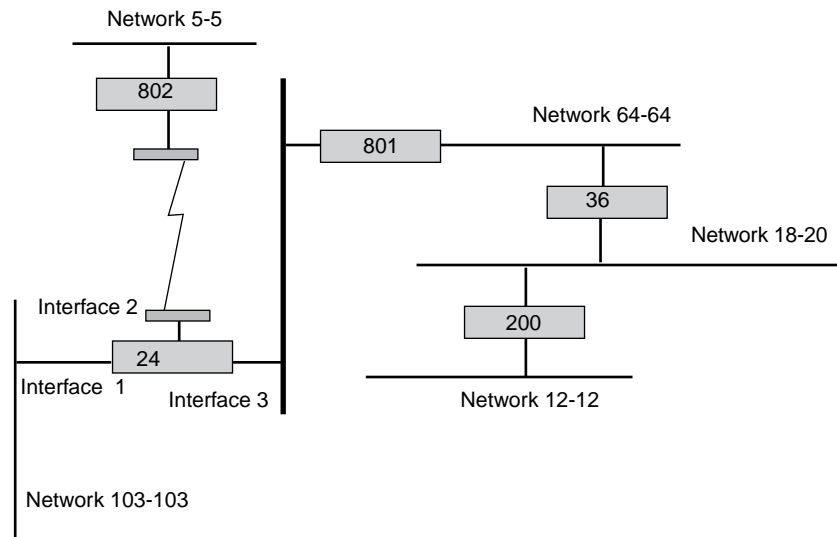 Network 5-5
802
Network 64-64
801
36
Network 18-20
Interface 2
200
24
Interface 1
Interface 3
Network 12-12
Network 103-103